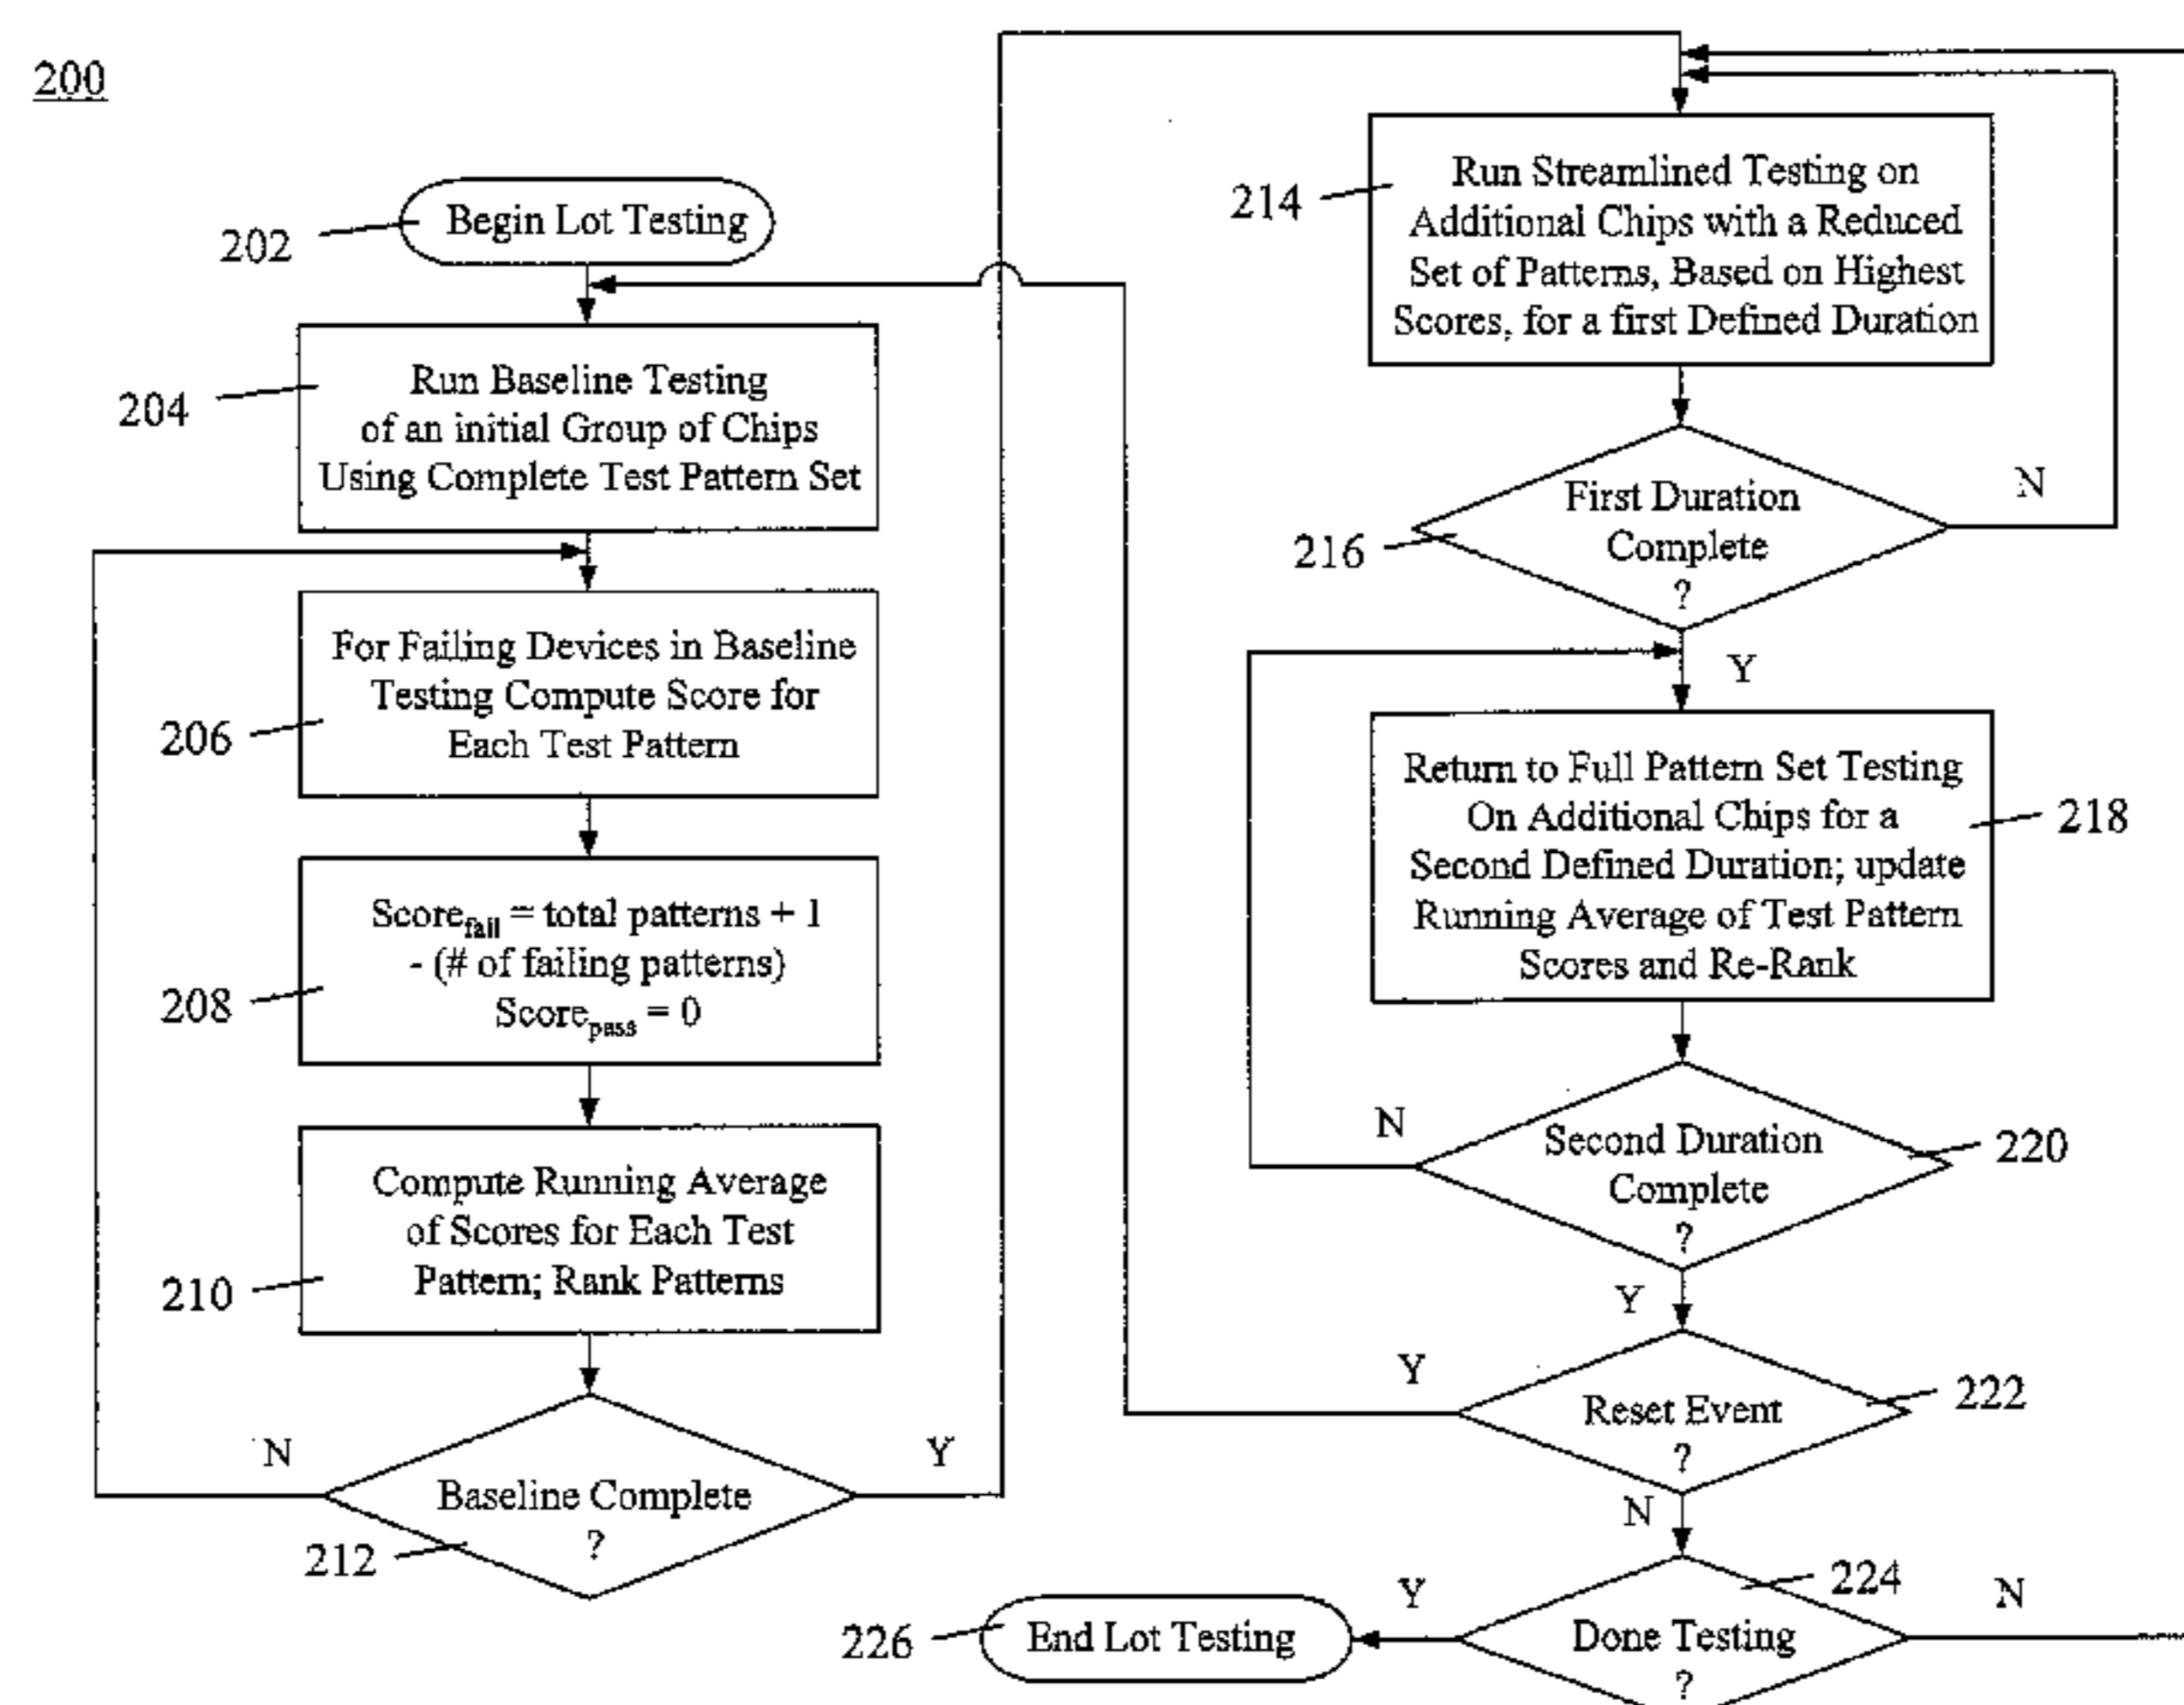 200
202
Begin Lot Testing
204
Run Baseline Testing
of an initial Group of Chips
Using Complete Test Pattern Set
206
For Failing Devices in Baseline
Testing Compute Score for
Each Test Pattern
208
Score_fail = total patterns + 1
- (# of failing patterns)
Score_pass = 0
210
Compute Running Average
of Scores for Each Test
Pattern; Rank Patterns
N
Y
Baseline Complete
?
212
214
Run Streamlined Testing on
Additional Chips with a Reduced
Set of Patterns, Based on Highest
Scores, for a first Defined Duration
216
First Duration
Complete
?
N
Y
218
Return to Full Pattern Set Testing
On Additional Chips for a
Second Defined Duration; update
Running Average of Test Pattern
Scores and Re-Rank
N
220
Second Duration
Complete
?
Y
Y
222
Reset Event
?
N
224
Y
N
Done Testing
?
226
End Lot Testing